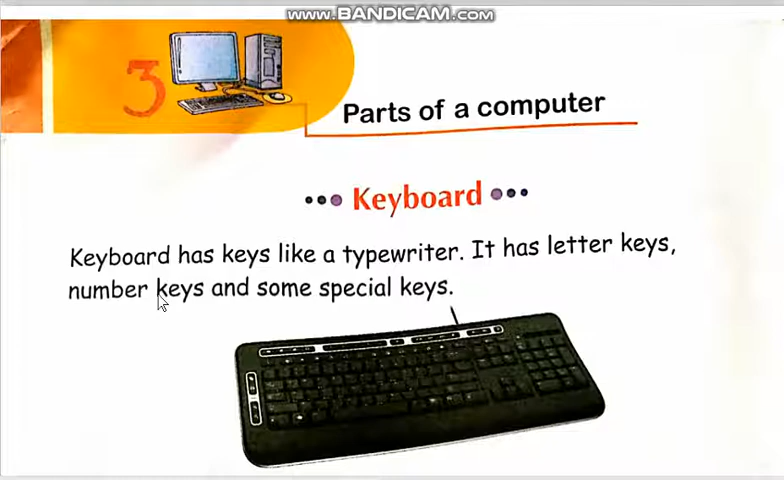 www.BANDICAM.com
3
Parts of a computer
Keyboard
Keyboard has keys like a typewriter. It has letter keys,
number keys and some special keys.